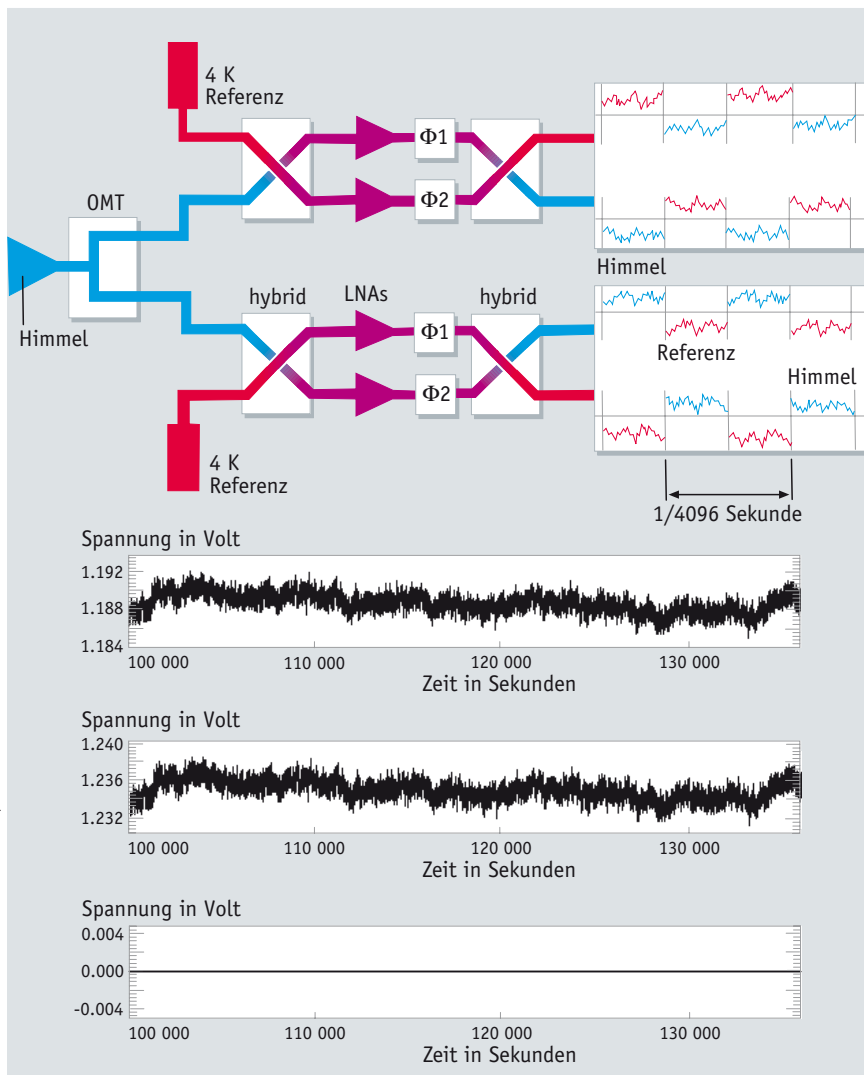 4 K
Referenz
OMT
Φ1
Φ2
Himmel
Himmel
hybrid
LNAs
hybrid
Φ1
Φ2
Referenz
Himmel
4 K
Referenz
1/4096 Sekunde
Spannung in Volt
1.192
1.188
1.184
100 000
110 000
120 000
130 000
Zeit in Sekunden
Spannung in Volt
1.240
1.236
1.232
100 000
110 000
120 000
130 000
Zeit in Sekunden
Spannung in Volt
0.004
0.000
-0.004
100 000
110 000
120 000
130 000
Zeit in Sekunden